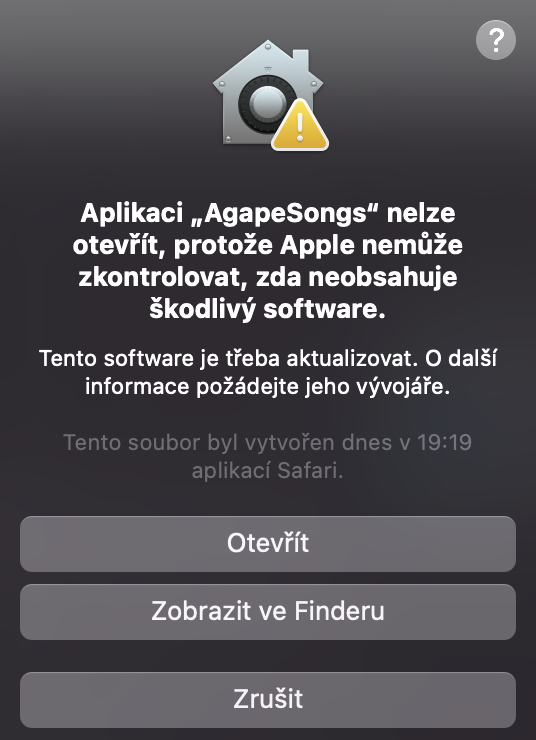 ?
Aplikaci „AgapeSongs“ nelze
otevřít, protože Apple nemůže
zkontrolovat, zda neobsahuje
škodlivý software.
Tento software je třeba aktualizovat. O další
informace požádejte jeho vývojáře.
Tento soubor byl vytvořen dnes v 19:19
aplikací Safari.
Otevřít
Zobrazit ve Finderu
Zrušit